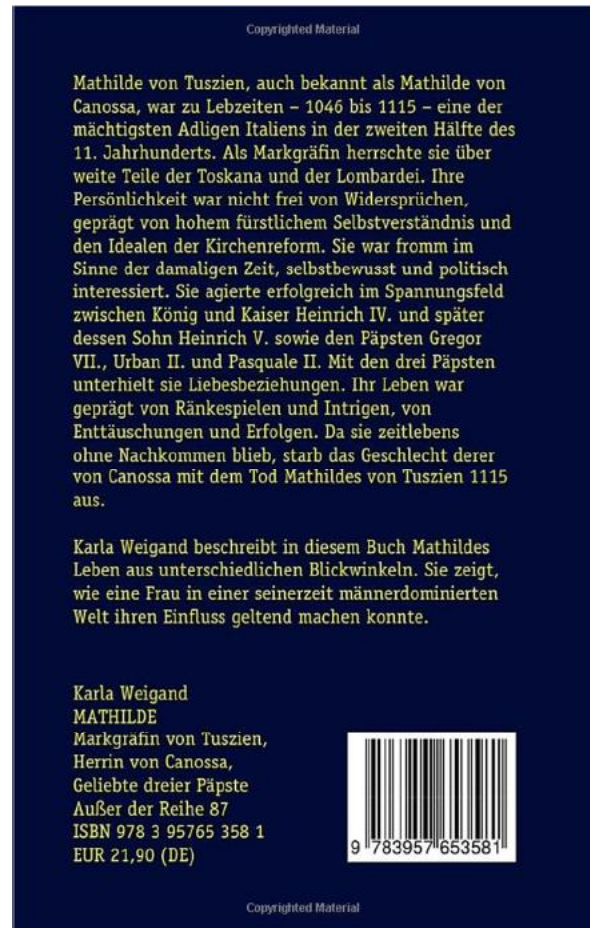 Copyrighted Material
Mathilde von Tuszien, auch bekannt als Mathilde von
Canossa, war zu Lebzeiten – 1046 bis 1115 – eine der
mächtigsten Adligen Italiens in der zweiten Hälfte des
11. Jahrhunderts. Als Markgräfin herrschte sie über
weite Teile der Toskana und der Lombardei. Ihre
Persönlichkeit war nicht frei von Widersprüchen,
geprägt von hohem fürstlichem Selbstverständnis und
den Idealen der Kirchenreform. Sie war fromm im
Sinne der damaligen Zeit, selbstbewusst und politisch
interessiert. Sie agierte erfolgreich im Spannungsfeld
zwischen König und Kaiser Heinrich IV. und später
dessen Sohn Heinrich V. sowie den Päpsten Gregor
VII., Urban II. und Pasquale II. Mit den drei Päpsten
unterhielt sie Liebesbeziehungen. Ihr Leben war
geprägt von Ränkespielen und Intrigen, von
Enttäuschungen und Erfolgen. Da sie zeitlebens
ohne Nachkommen blieb, starb das Geschlecht derer
von Canossa mit dem Tod Mathildes von Tuszien 1115
aus.
Karla Weigand beschreibt in diesem Buch Mathildes
Leben aus unterschiedlichen Blickwinkeln. Sie zeigt,
wie eine Frau in einer seinerzeit männerdominierten
Welt ihren Einfluss geltend machen konnte.
Karla Weigand
MATHILDE
Markgräfin von Tuszien,
Herrin von Canossa,
Geliebte dreier Päpste
Außer der Reihe 87
ISBN 978 3 95765 358 1
EUR 21,90 (DE)
9 783957 653581
Copyrighted Material